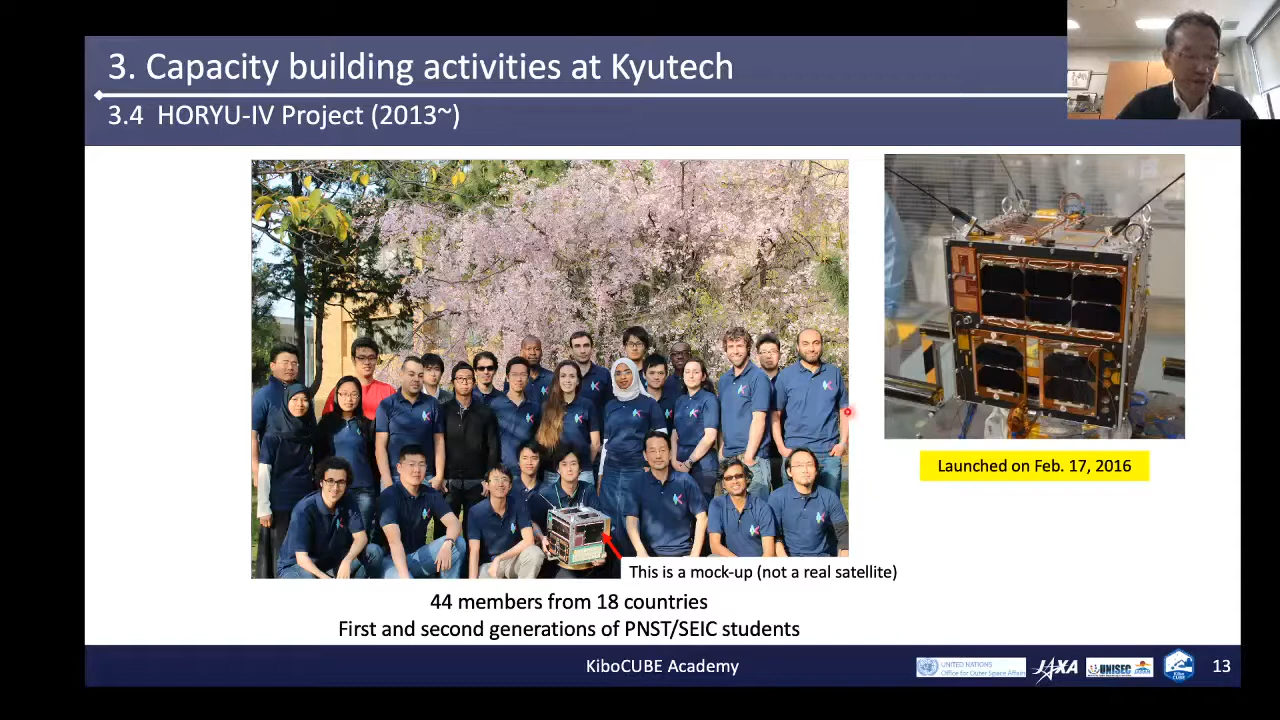 3. Capacity building activities at Kyutech
3.4 HORYU-IV Project (2013~)
Launched on Feb. 17, 2016
This is a mock-up (not a real satellite)
44 members from 18 countries
First and second generations of PNST/SEIC students
KiboCUBE Academy
UNITED NATIONS
Office for Outer Space Affairs
JAXA
UNISEC
Kibo
CUBE
13